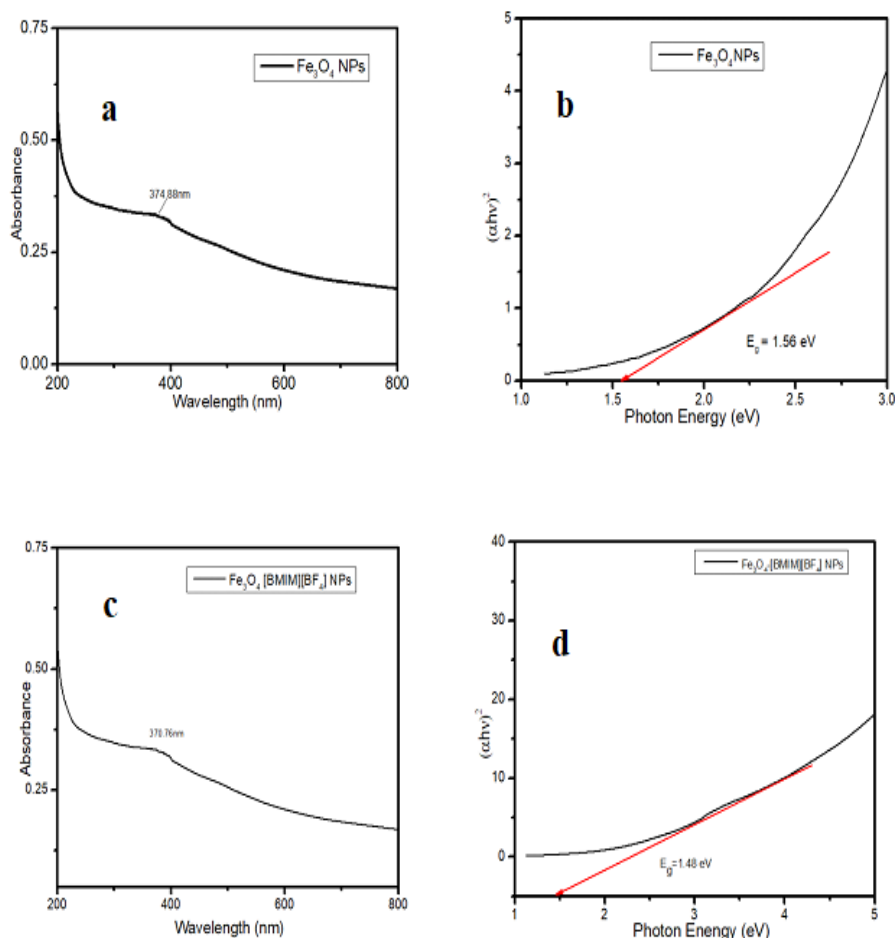 a
Fe₃O₄ NPs
374.88nm
Absorbance
0.75
0.50
0.25
0.00
200
400
600
800
Wavelength (nm)
b
Fe₃O₄NPs
E_g = 1.56 eV
(αhν)²
5
4
3
2
1
0
1.0
1.5
2.0
2.5
3.0
Photon Energy (eV)
c
Fe₃O₄ [BMIM][BF₄] NPs
370.76nm
Absorbance
0.75
0.50
0.25
200
400
600
800
Wavelength (nm)
d
Fe₃O₄-[BMIM][BF₄] NPs
E_g=1.48 eV
(αhν)²
40
30
20
10
0
-5
1
2
3
4
5
Photon Energy (eV)